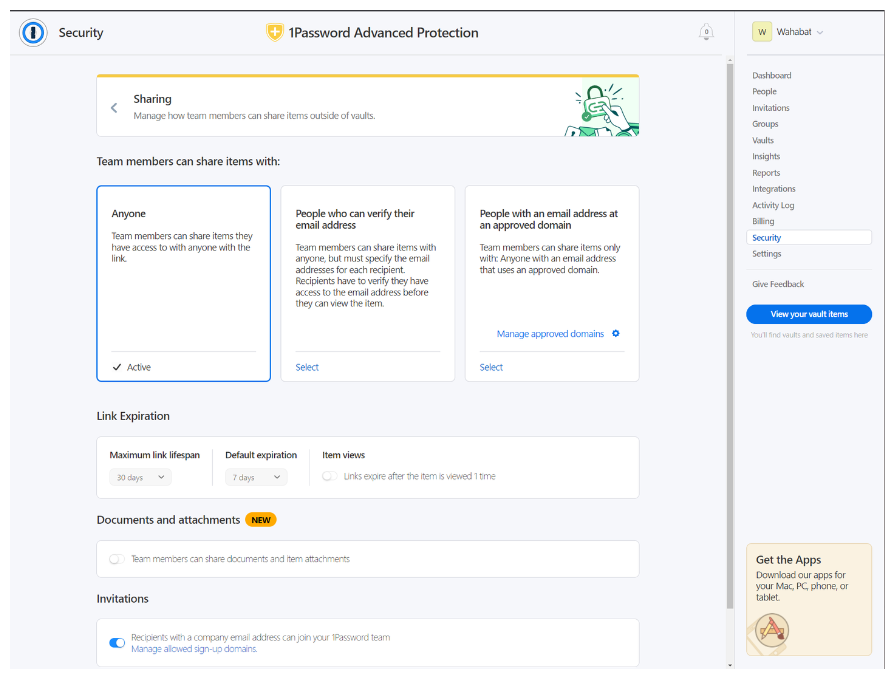 Security
1Password Advanced Protection
0
W
Wahabat
Sharing
Manage how team members can share items outside of vaults.
Team members can share items with:
Anyone
Team members can share items they
have access to with anyone with the
link.
Active
People who can verify their
email address
Team members can share items with
anyone, but must specify the email
addresses for each recipient.
Recipients have to verify they have
access to the email address before
they can view the item.
Select
People with an email address at
an approved domain
Team members can share items only
with: Anyone with an email address
that uses an approved domain.
Manage approved domains
Select
Link Expiration
Maximum link lifespan
30 days
Default expiration
7 days
Item views
Links expire after the item is viewed 1 time
Documents and attachments NEW
Team members can share documents and item attachments
Invitations
Recipients with a company email address can join your 1Password team
Manage allowed sign-up domains.
Dashboard
People
Invitations
Groups
Vaults
Insights
Reports
Integrations
Activity Log
Billing
Security
Settings
Give Feedback
View your vault items
You'll find vaults and saved items here
Get the Apps
Download our apps for
your Mac, PC, phone, or
tablet.